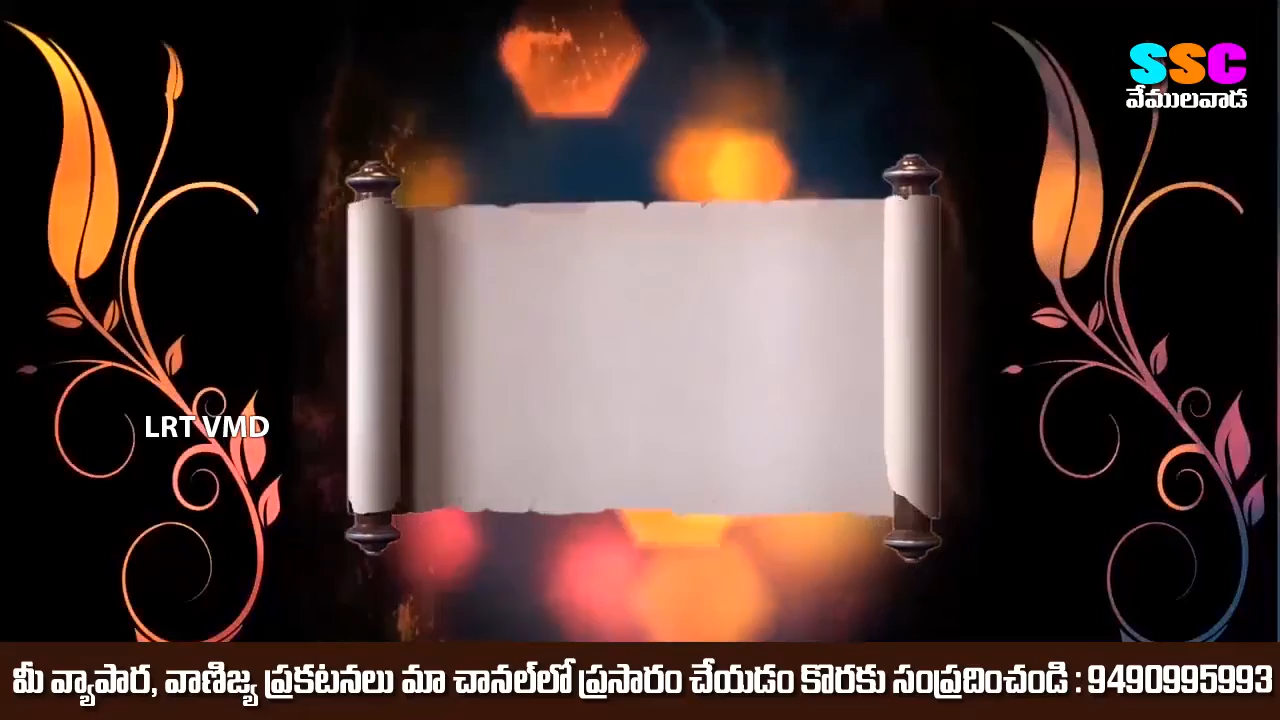 SSC
వేములవాడ
LRT VMD
మీ వ్యాపార, వాణిజ్య ప్రకటనలు మా చానల్‌లో ప్రసారం చేయడం కొరకు సంప్రదించండి : 9490995993